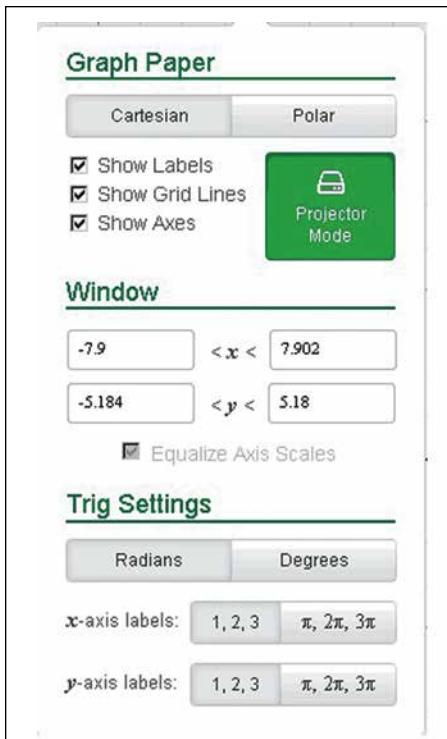 Graph Paper
Cartesian Polar
Show Labels
Show Grid Lines
Show Axes
Projector
Mode
Window
-7.9 < x < 7.902
-5.184 < y < 5.18
Equalize Axis Scales
Trig Settings
Radians Degrees
x-axis labels: 1, 2, 3 π, 2π, 3π
y-axis labels: 1, 2, 3 π, 2π, 3π